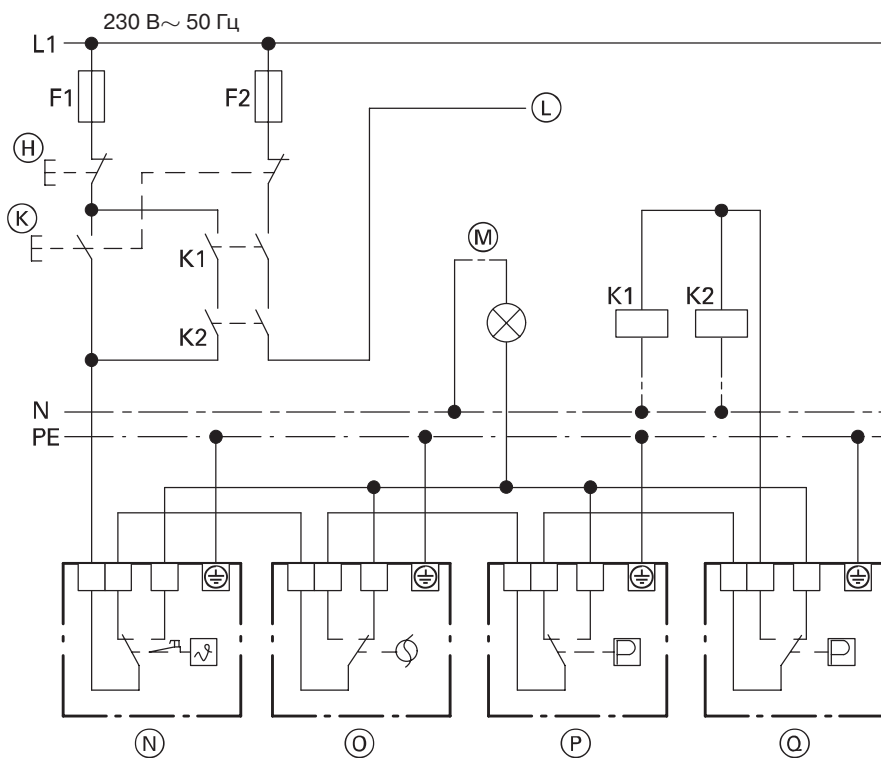 230 В~ 50 Гц
L1
F1 F2
L
H
K
M
K1
K1 K2
K2
N
PE
P P
N O P Q